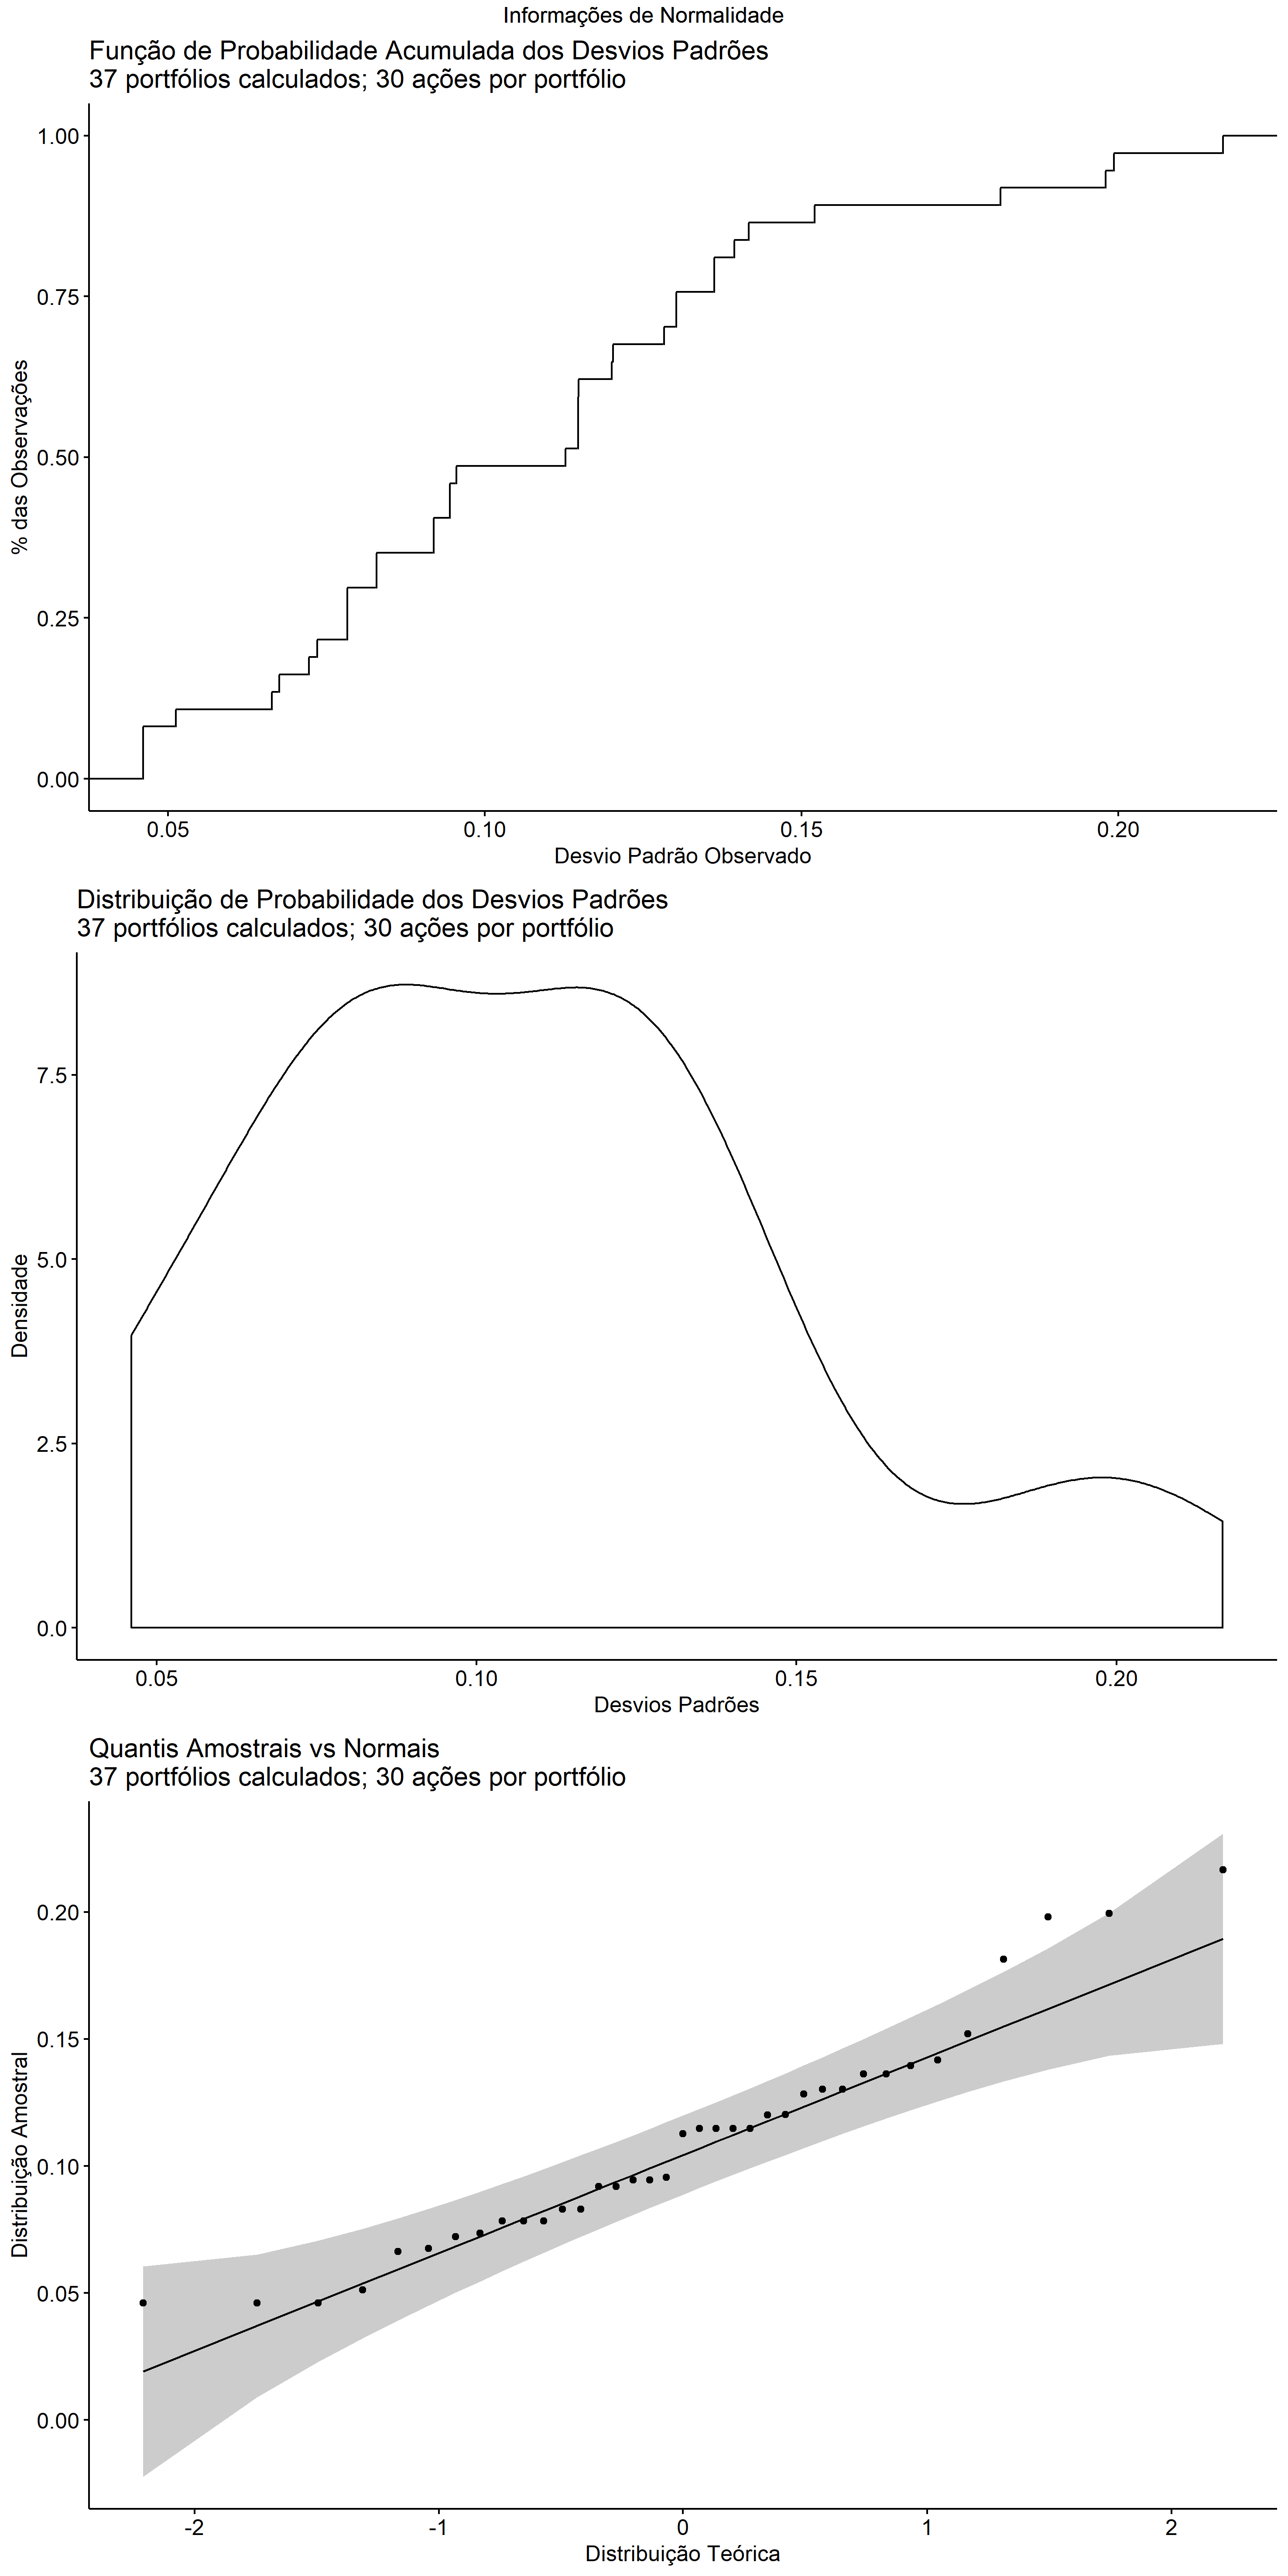 Informações de Normalidade
Função de Probabilidade Acumulada dos Desvios Padrões
37 portfólios calculados; 30 ações por portfólio
1.00
0.75
0.50
0.25
0.00
% das Observações
0.05 0.10 0.15 0.20
Desvio Padrão Observado
Distribuição de Probabilidade dos Desvios Padrões
37 portfólios calculados; 30 ações por portfólio
7.5
5.0
2.5
0.0
Densidade
0.05 0.10 0.15 0.20
Desvios Padrões
Quantis Amostrais vs Normais
37 portfólios calculados; 30 ações por portfólio
0.20
0.15
0.10
0.05
0.00
Distribuição Amostral
-2 -1 0 1 2
Distribuição Teórica